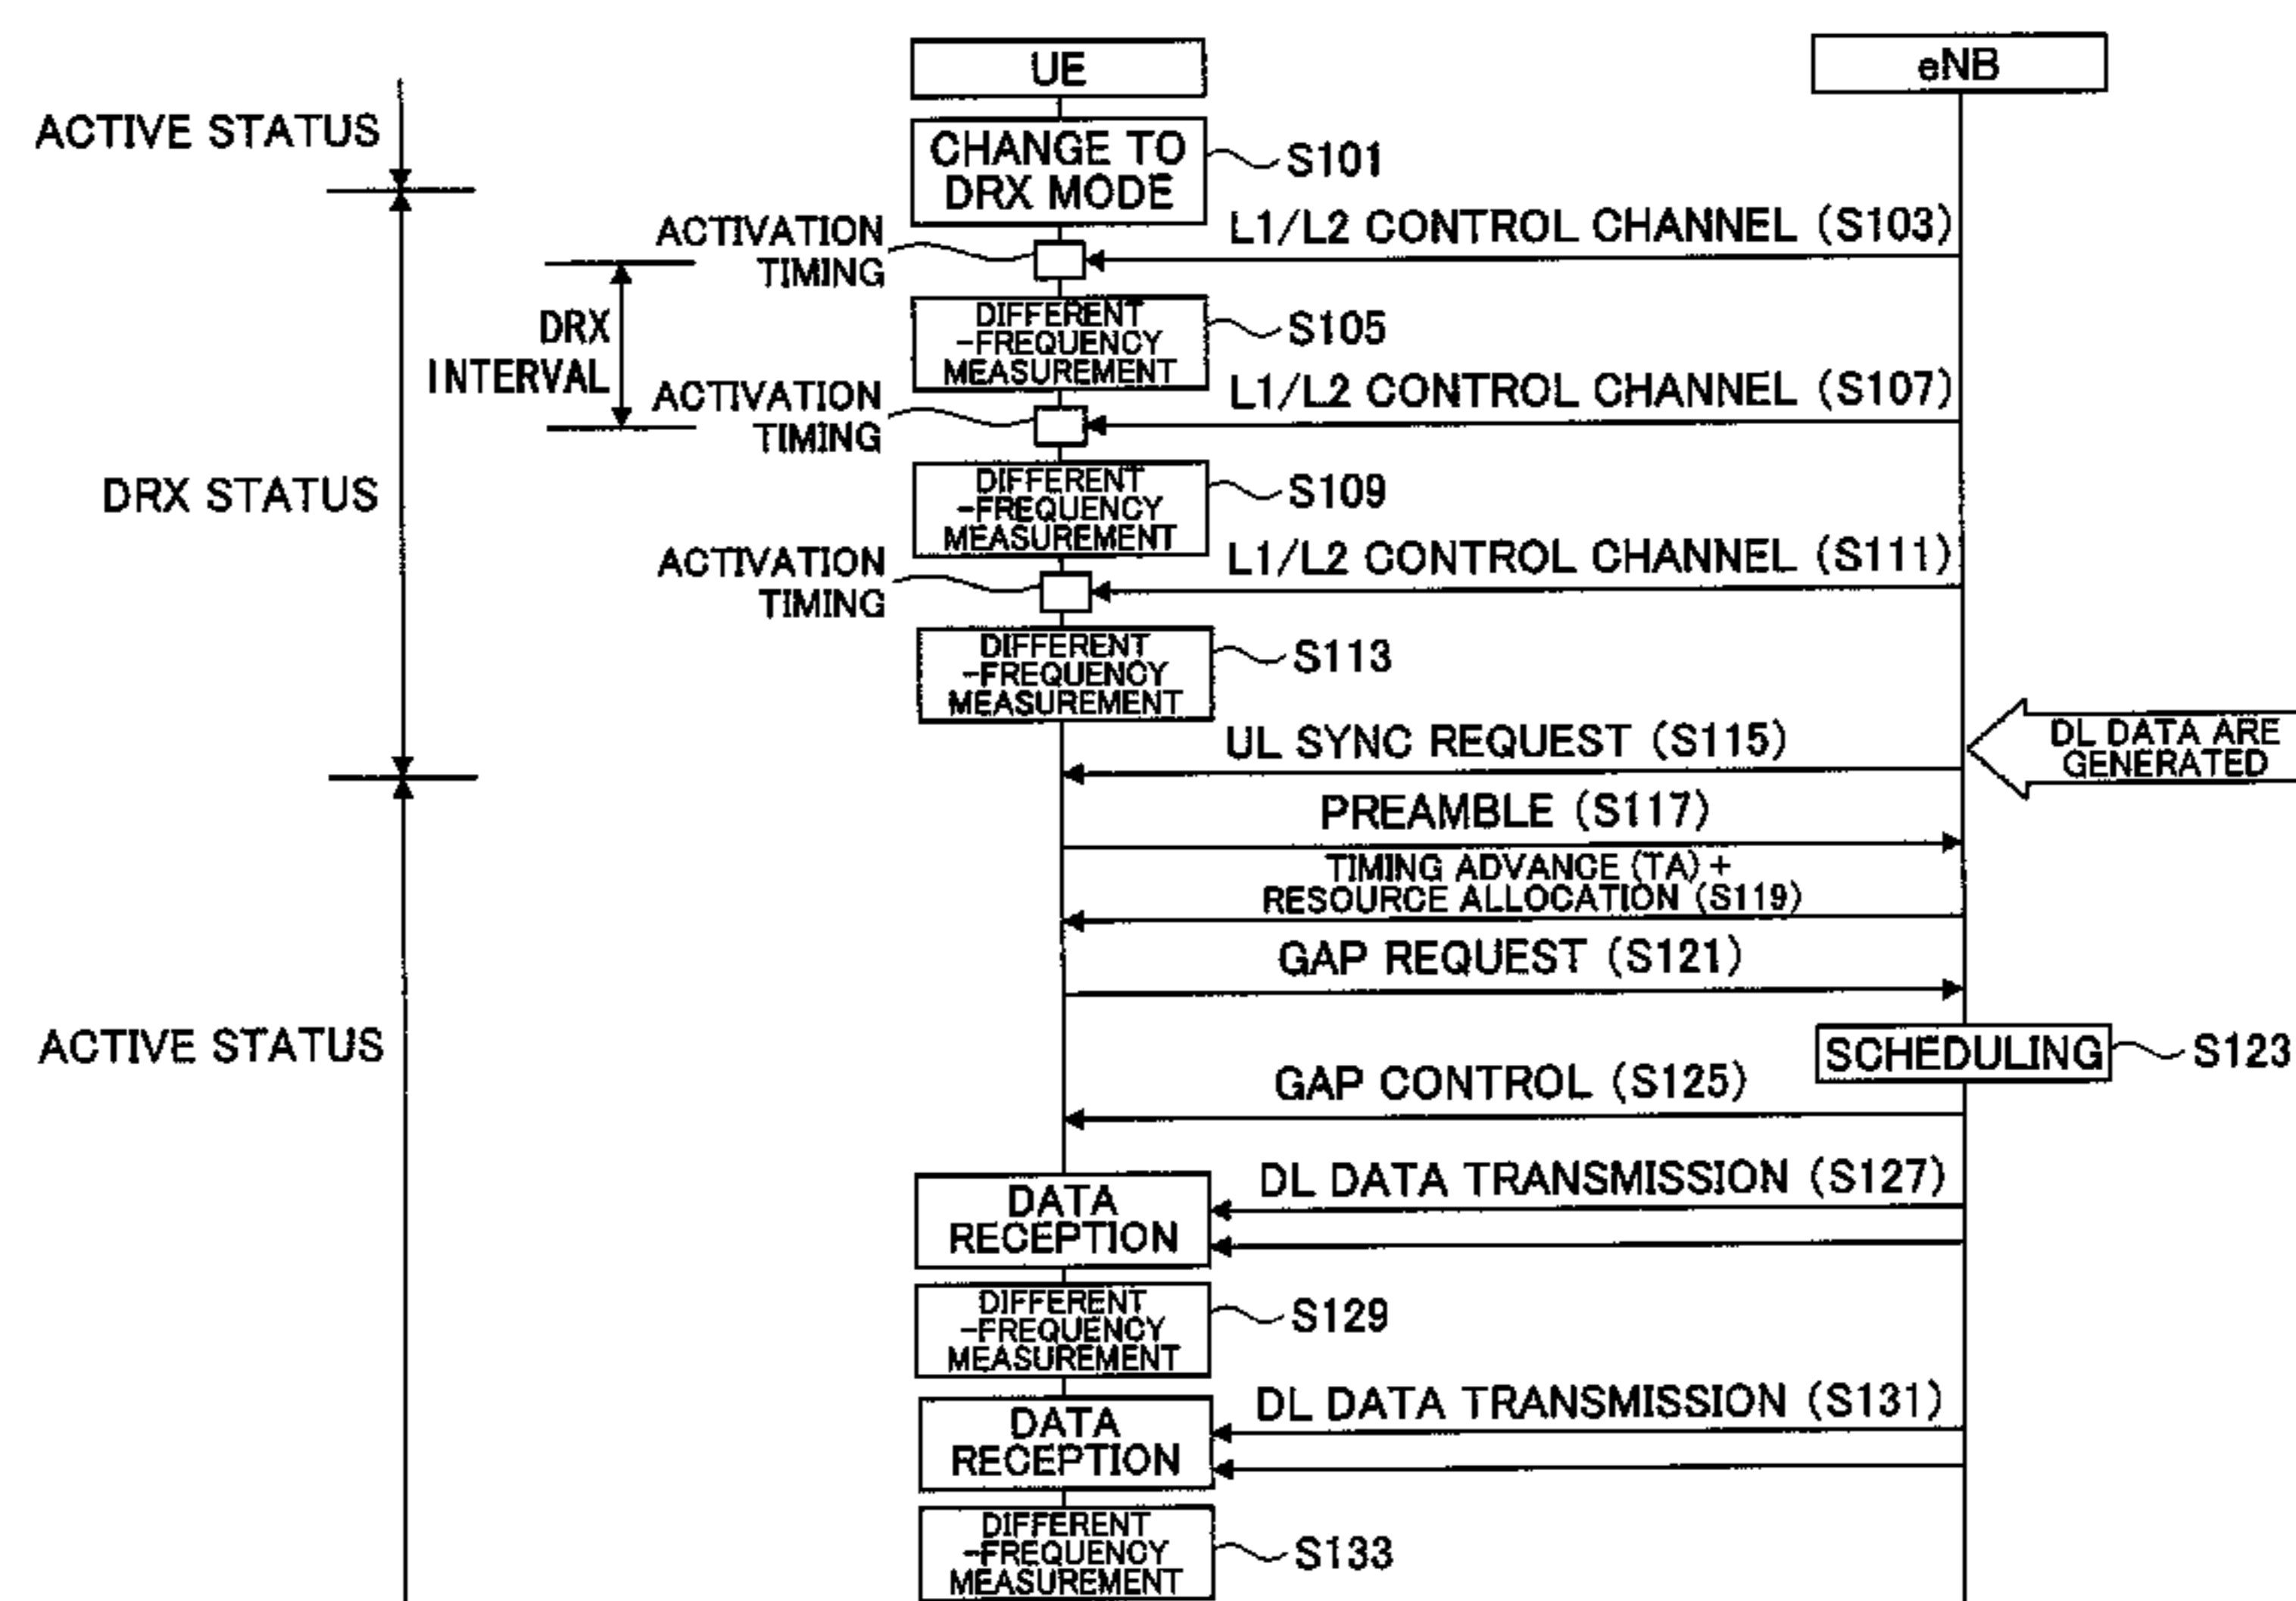 UE
eNB
ACTIVE STATUS
CHANGE TO
DRX MODE
S101
L1/L2 CONTROL CHANNEL (S103)
ACTIVATION
TIMING
DIFFERENT
-FREQUENCY
MEASUREMENT
S105
DRX
INTERVAL
L1/L2 CONTROL CHANNEL (S107)
ACTIVATION
TIMING
DRX STATUS
DIFFERENT
-FREQUENCY
MEASUREMENT
S109
L1/L2 CONTROL CHANNEL (S111)
ACTIVATION
TIMING
DIFFERENT
-FREQUENCY
MEASUREMENT
S113
UL SYNC REQUEST (S115)
DL DATA ARE
GENERATED
PREAMBLE (S117)
TIMING ADVANCE (TA) +
RESOURCE ALLOCATION (S119)
GAP REQUEST (S121)
ACTIVE STATUS
SCHEDULING
S123
GAP CONTROL (S125)
DL DATA TRANSMISSION (S127)
DATA
RECEPTION
DIFFERENT
-FREQUENCY
MEASUREMENT
S129
DL DATA TRANSMISSION (S131)
DATA
RECEPTION
DIFFERENT
-FREQUENCY
MEASUREMENT
S133